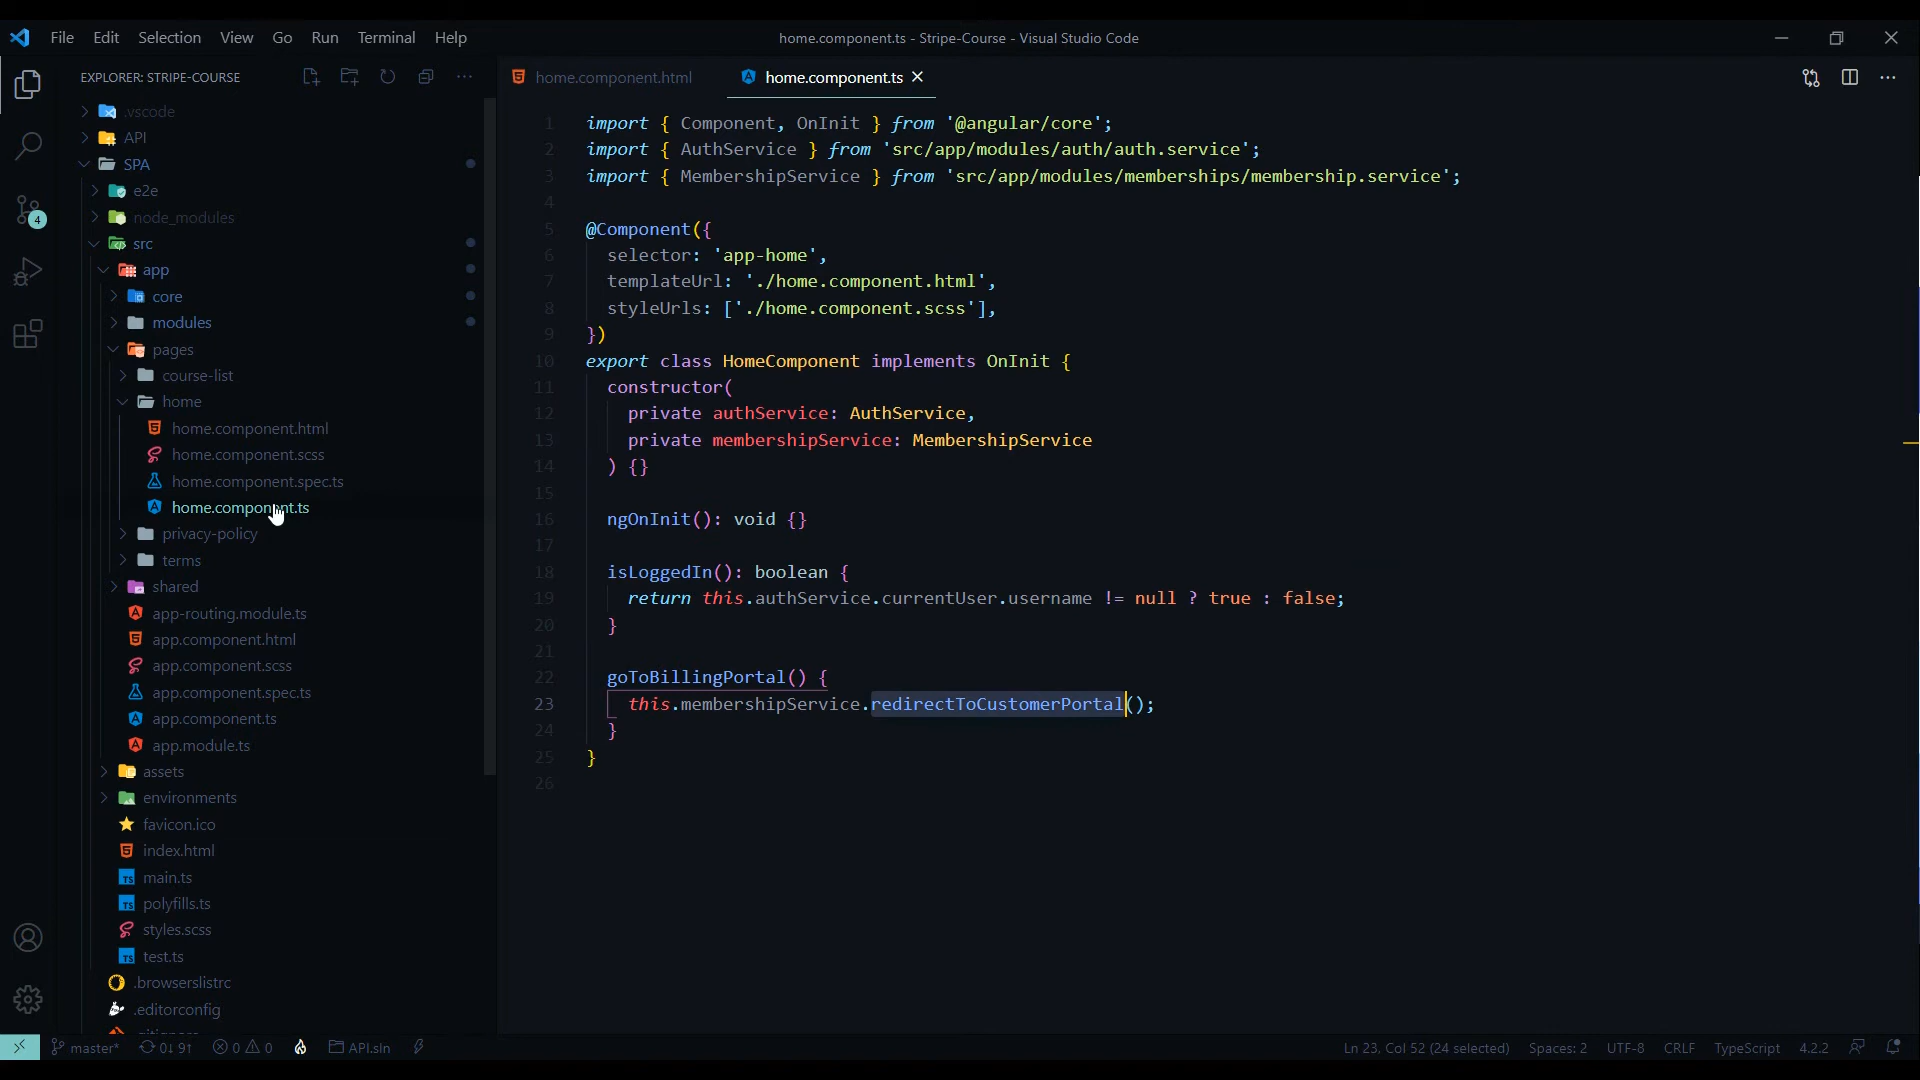 File Edit Selection View Go Run Terminal Help
home.component.ts - Stripe-Course - Visual Studio Code
EXPLORER: STRIPE-COURSE
.vscode
API
SPA
e2e
node_modules
src
app
core
modules
pages
course-list
home
home.component.html
home.component.scss
home.component.spec.ts
home.component.ts
privacy-policy
terms
shared
app-routing.module.ts
app.component.html
app.component.scss
app.component.spec.ts
app.component.ts
app.module.ts
assets
environments
favicon.ico
index.html
main.ts
polyfills.ts
styles.scss
test.ts
.browserslistrc
.editorconfig
4
home.component.html home.component.ts
1 import { Component, OnInit } from '@angular/core';
2 import { AuthService } from 'src/app/modules/auth/auth.service';
3 import { MembershipService } from 'src/app/modules/memberships/membership.service';
4
5 @Component({
6 selector: 'app-home',
7 templateUrl: './home.component.html',
8 styleUrls: ['./home.component.scss'],
9 })
10 export class HomeComponent implements OnInit {
11 constructor(
12 private authService: AuthService,
13 private membershipService: MembershipService
14 ) {}
15
16 ngOnInit(): void {}
17
18 isLoggedIn(): boolean {
19 return this.authService.currentUser.username != null ? true : false;
20 }
21
22 goToBillingPortal() {
23 this.membershipService.redirectToCustomerPortal();
24 }
25 }
26
master* 0↓ 9↑ 0 0 API.sln
Ln 23, Col 52 (24 selected) Spaces: 2 UTF-8 CRLF TypeScript 4.2.2